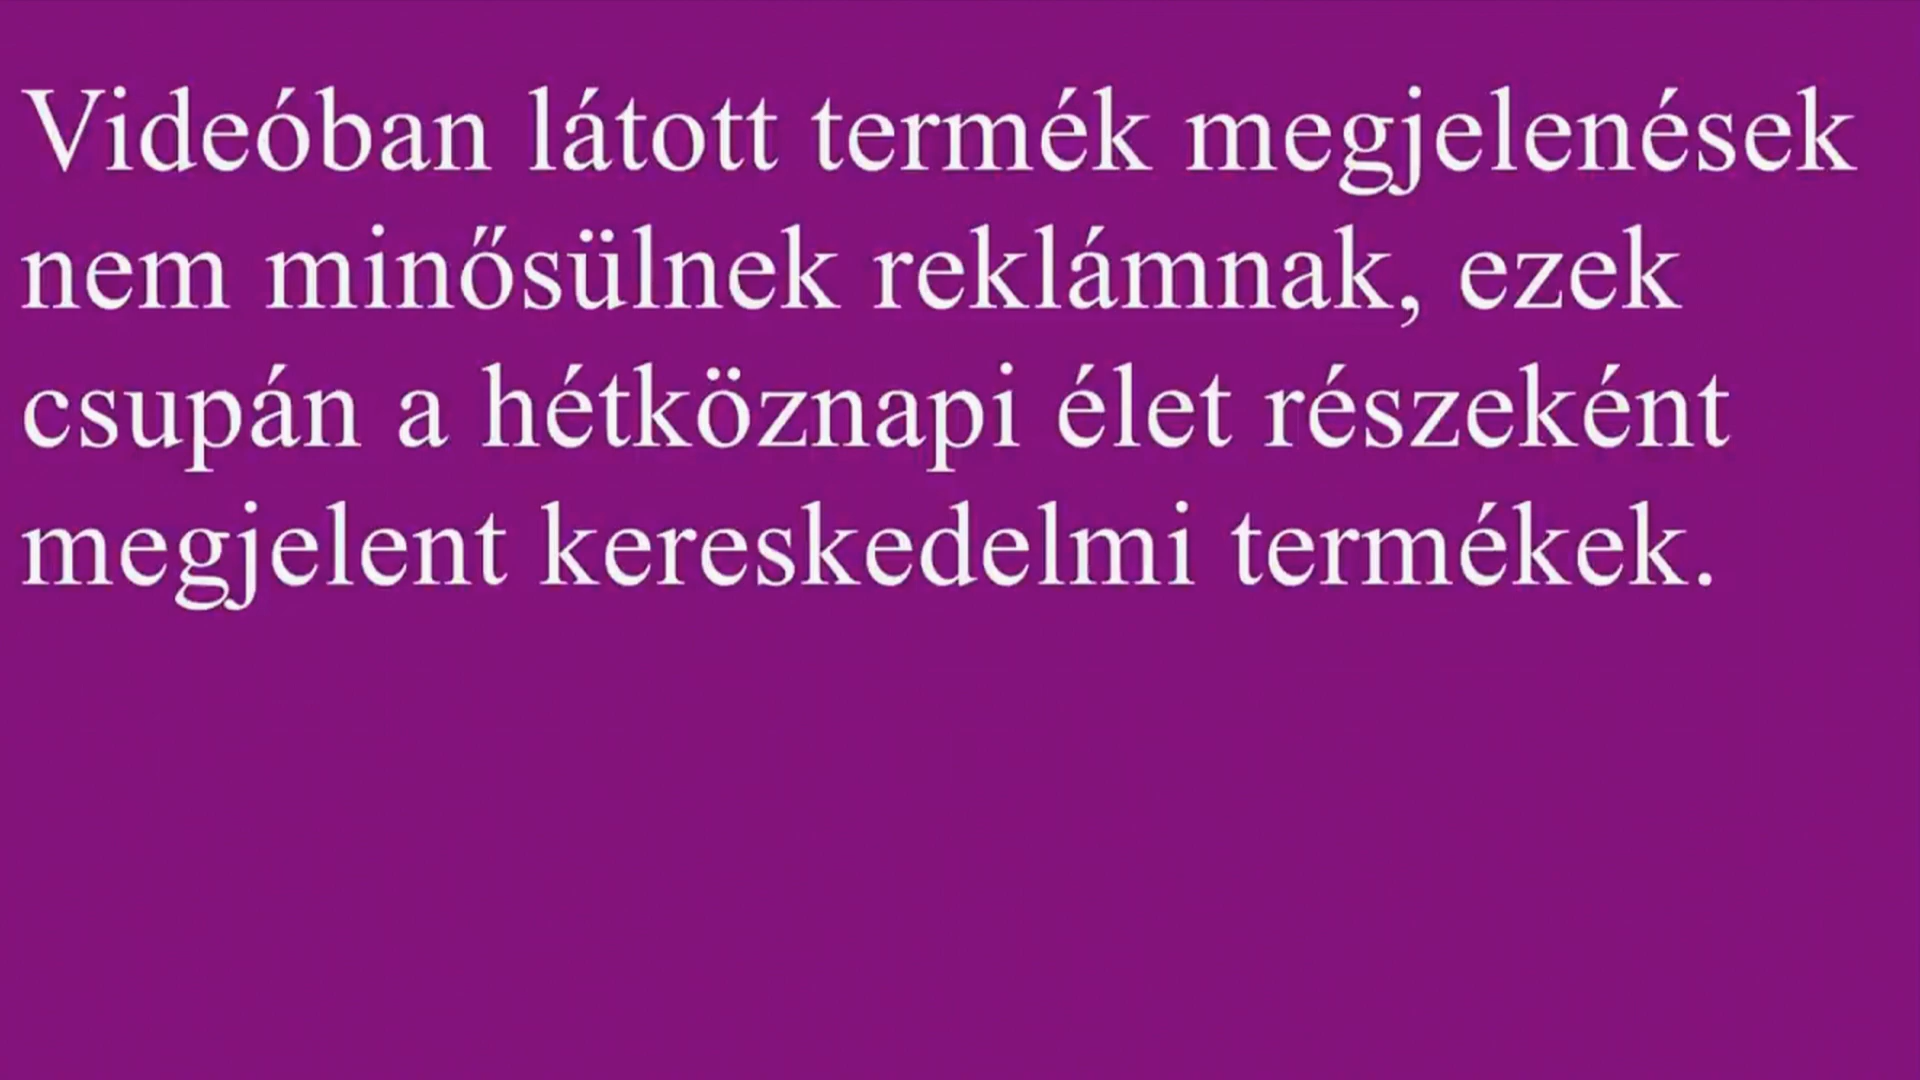 Videóban látott termék megjelenések
nem minősülnek reklámnak, ezek
csupán a hétköznapi élet részeként
megjelent kereskedelmi termékek.